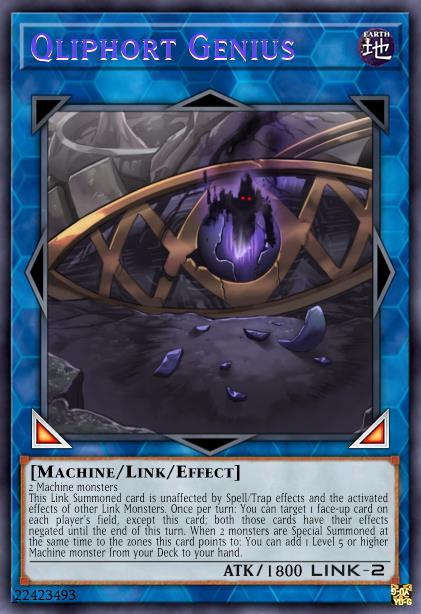 Qliphort Genius
EARTH
地
[Machine/Link/Effect]
2 Machine monsters
This Link Summoned card is unaffected by Spell/Trap effects and the activated
effects of other Link Monsters. Once per turn: You can target 1 face-up card on
each player's field, except this card; both those cards have their effects
negated until the end of this turn. When 2 monsters are Special Summoned at
the same time to the zones this card points to: You can add 1 Level 5 or higher
Machine monster from your Deck to your hand.
ATK/1800 LINK-2
22423493